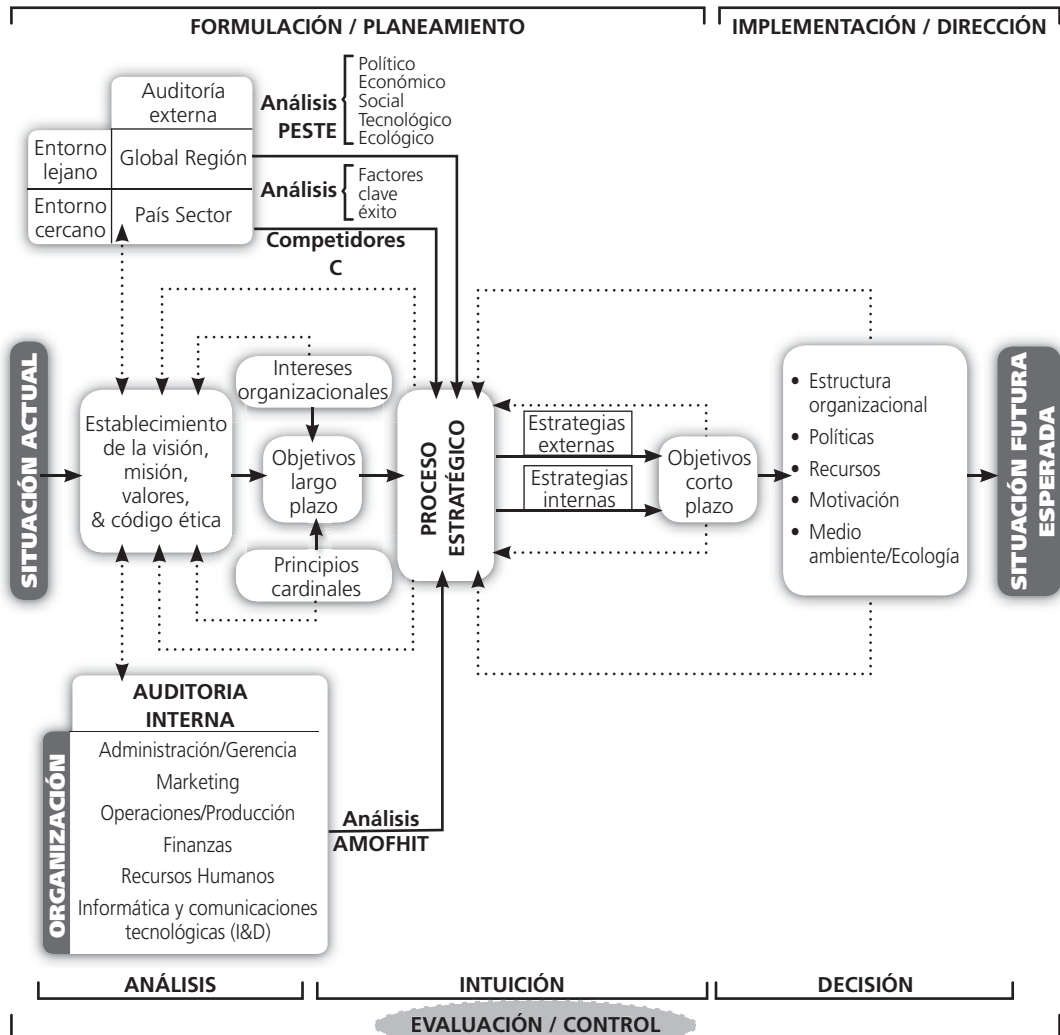 FORMULACIÓN / PLANEAMIENTO
IMPLEMENTACIÓN / DIRECCIÓN
Auditoría
externa
Entorno
lejano
Global Región
Entorno
cercano
País Sector
Análisis
PESTE
Político
Económico
Social
Tecnológico
Ecológico
Análisis
Factores
clave
éxito
Competidores
C
SITUACIÓN ACTUAL
Establecimiento
de la visión,
misión,
valores,
& código ética
Intereses
organizacionales
Objetivos
largo
plazo
Principios
cardinales
PROCESO
ESTRATÉGICO
Estrategias
externas
Estrategias
internas
Objetivos
corto
plazo
• Estructura
organizacional
• Políticas
• Recursos
• Motivación
• Medio
ambiente/Ecología
SITUACIÓN FUTURA
ESPERADA
ORGANIZACIÓN
AUDITORIA
INTERNA
Administración/Gerencia
Marketing
Operaciones/Producción
Finanzas
Recursos Humanos
Informática y comunicaciones
tecnológicas (I&D)
Análisis
AMOFHIT
ANÁLISIS
INTUICIÓN
DECISIÓN
EVALUACIÓN / CONTROL